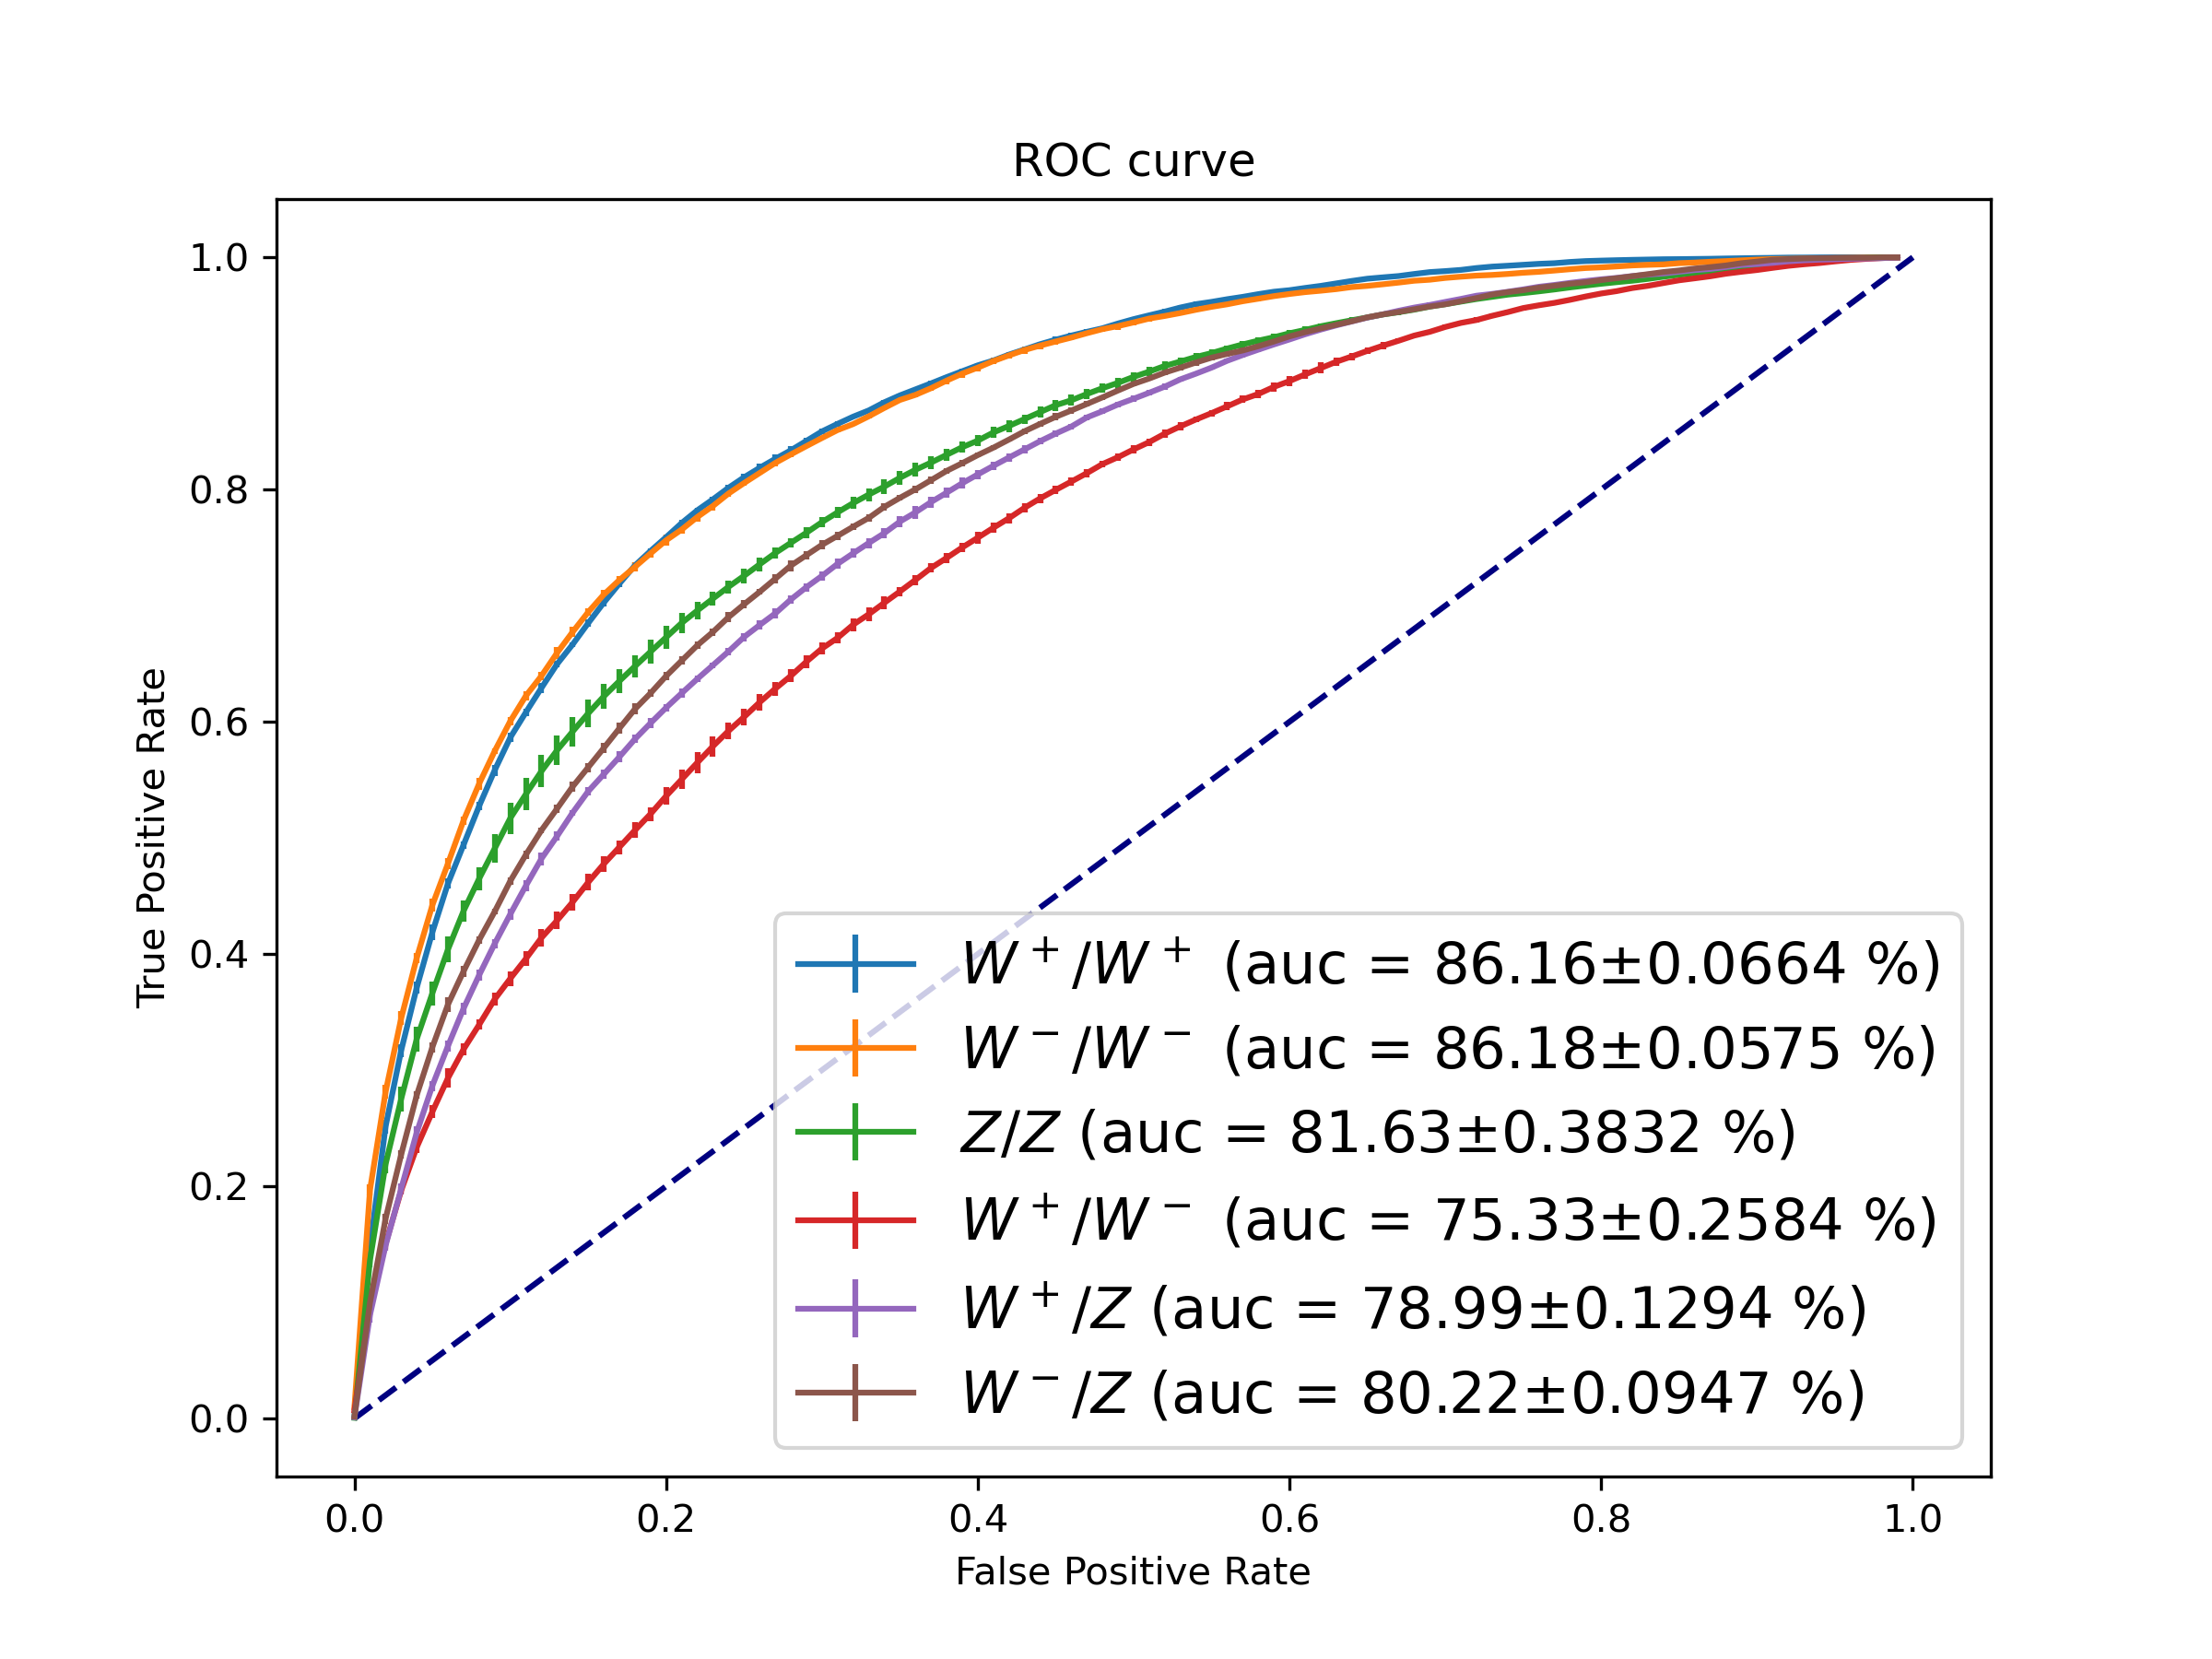 ROC curve
1.0
0.8
0.6
0.4
0.2
0.0
True Positive Rate
W⁺/W⁺ (auc = 86.16±0.0664 %)
W⁻/W⁻ (auc = 86.18±0.0575 %)
Z/Z (auc = 81.63±0.3832 %)
W⁺/W⁻ (auc = 75.33±0.2584 %)
W⁺/Z (auc = 78.99±0.1294 %)
W⁻/Z (auc = 80.22±0.0947 %)
0.0 0.2 0.4 0.6 0.8 1.0
False Positive Rate